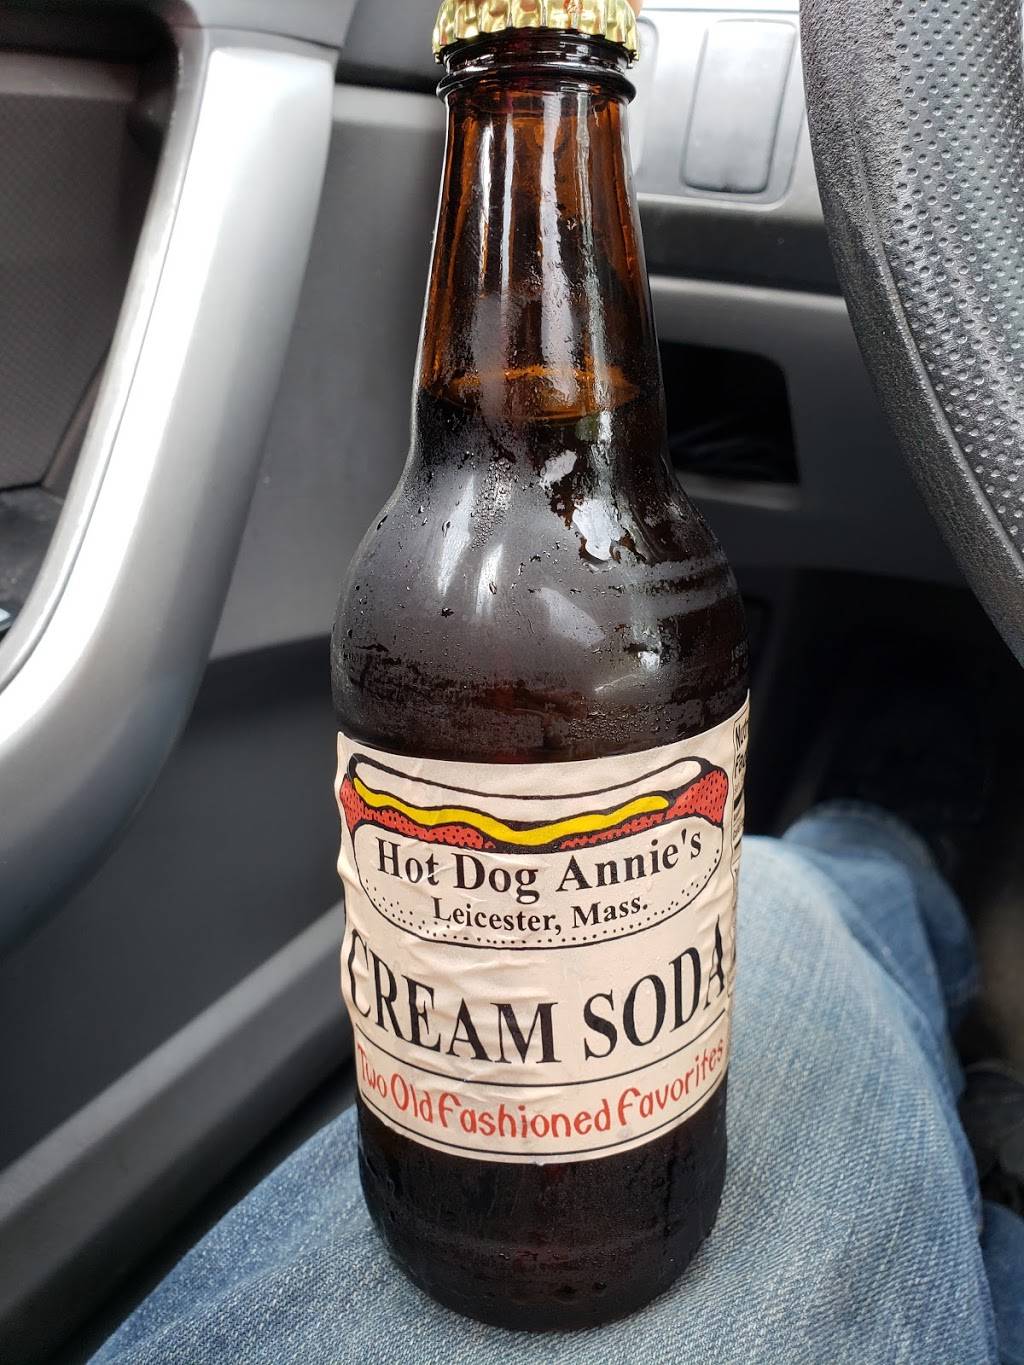 Hot Dog Annie's
Leicester, Mass.
CREAM SODA
Two Old Fashioned Favorites